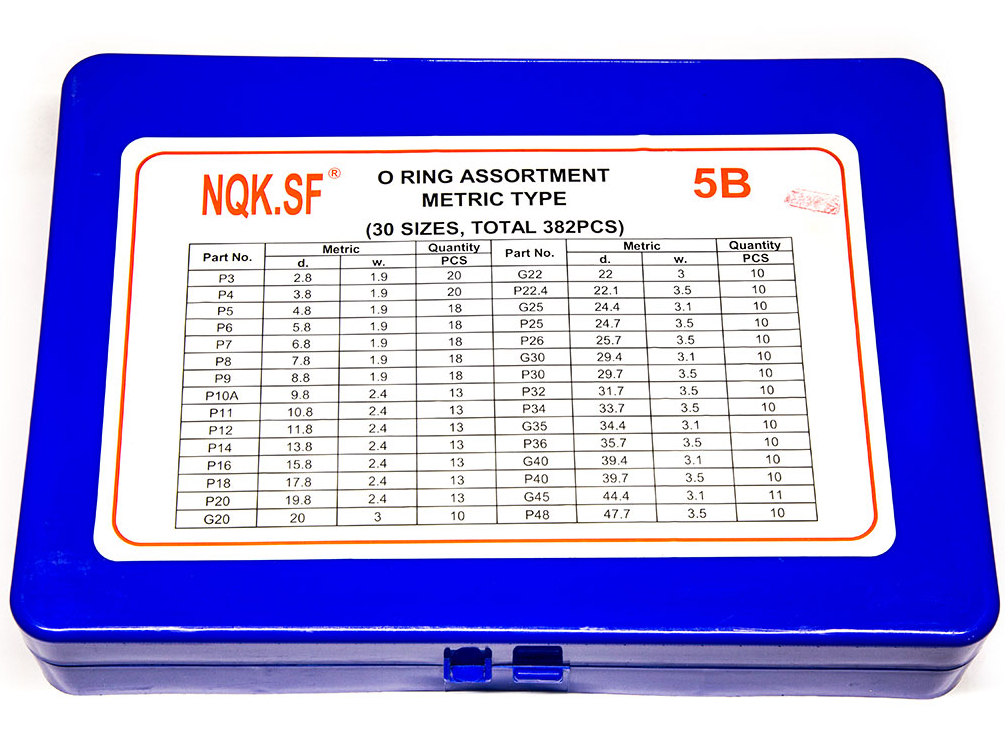 NQK.SF®
O RING ASSORTMENT
METRIC TYPE
(30 SIZES, TOTAL 382PCS)
5B
Part No. Metric Quantity Part No. Metric Quantity
d. w. PCS d. w. PCS
P3 2.8 1.9 20 G22 22 3 10
P4 3.8 1.9 20 P22.4 22.1 3.5 10
P5 4.8 1.9 18 G25 24.4 3.1 10
P6 5.8 1.9 18 P25 24.7 3.5 10
P7 6.8 1.9 18 P26 25.7 3.5 10
P8 7.8 1.9 18 G30 29.4 3.1 10
P9 8.8 1.9 18 P30 29.7 3.5 10
P10A 9.8 2.4 13 P32 31.7 3.5 10
P11 10.8 2.4 13 P34 33.7 3.5 10
P12 11.8 2.4 13 G35 34.4 3.1 10
P14 13.8 2.4 13 P36 35.7 3.5 10
P16 15.8 2.4 13 G40 39.4 3.1 10
P18 17.8 2.4 13 P40 39.7 3.5 10
P20 19.8 2.4 13 G45 44.4 3.1 11
G20 20 3 10 P48 47.7 3.5 10